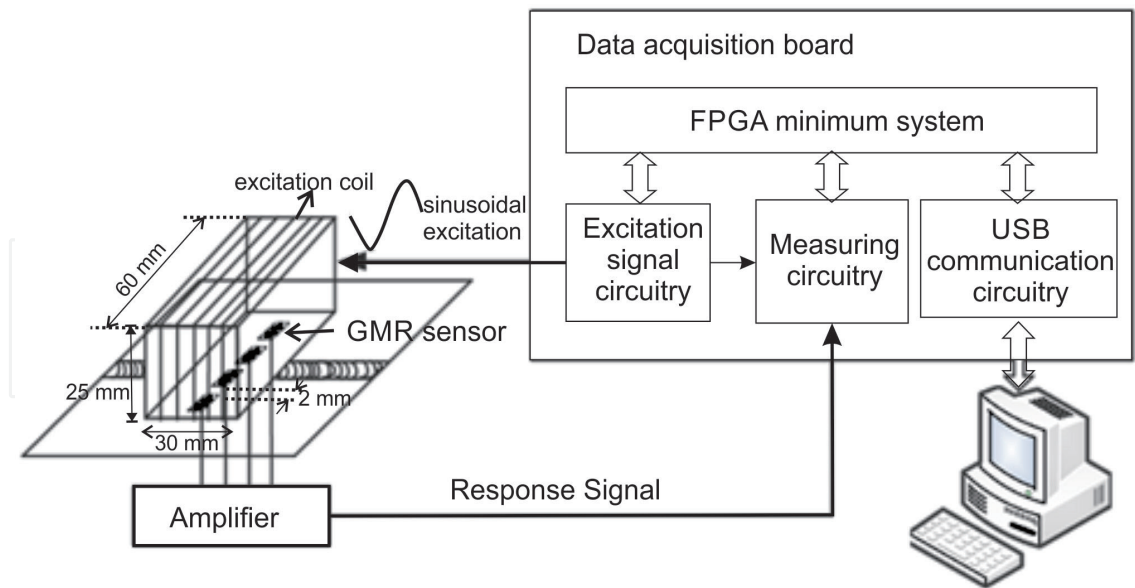 Data acquisition board
FPGA minimum system
excitation coil
sinusoidal
excitation
Excitation
signal
circuitry
Measuring
circuitry
USB
communication
circuitry
60 mm
GMR sensor
25 mm
2 mm
30 mm
Response Signal
Amplifier